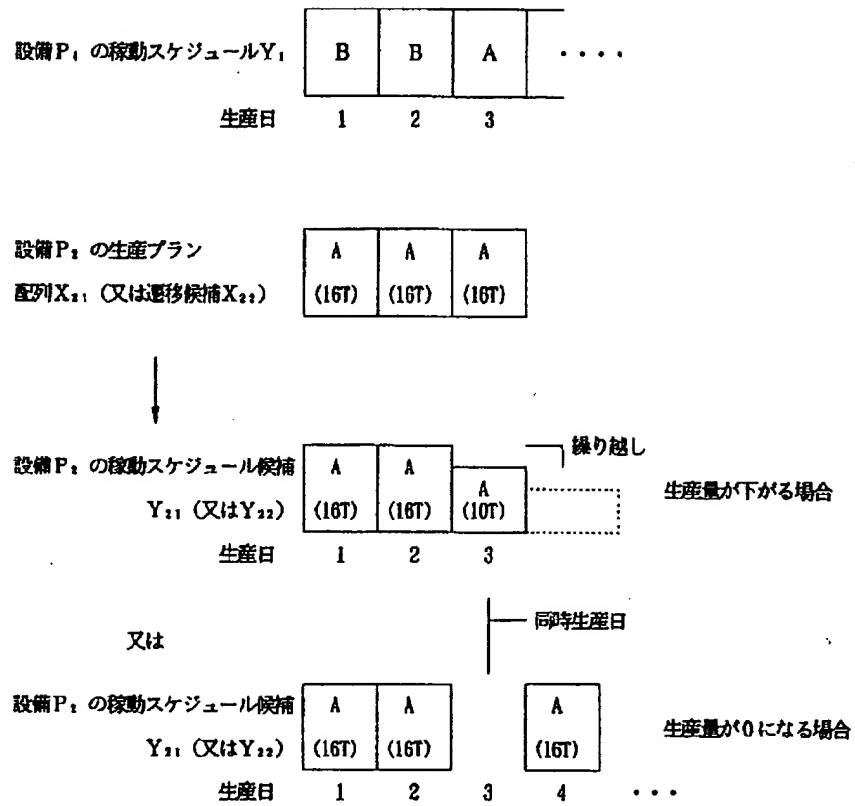 設備P₁ の稼動スケジュールY₁ B B A ・・・・
生産日 1 2 3
設備P₂ の生産プラン A A A
配列X₂₁(又は遷移候補X₂₂) (16T) (16T) (16T)
繰り越し
設備P₂ の稼動スケジュール候補 A A A 生産量が下がる場合
Y₂₁(又はY₂₂) (16T) (16T) (10T)
生産日 1 2 3
同時生産日
又は
設備P₂ の稼動スケジュール候補 A A A 生産量が0になる場合
Y₂₁(又はY₂₂) (16T) (16T) (16T)
生産日 1 2 3 4 ・・・